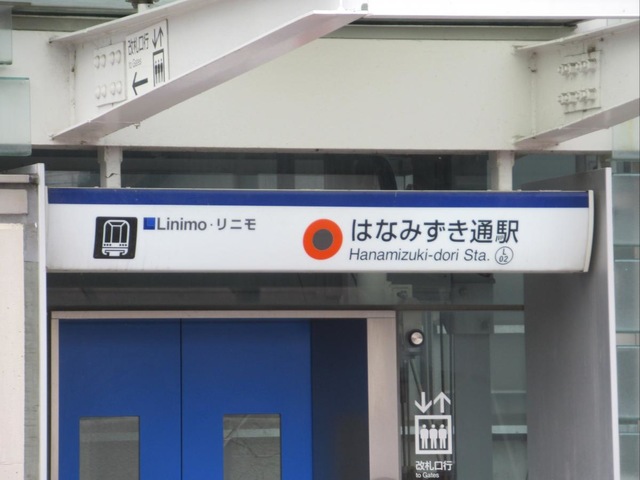 改札口行
to Gates
Linimo・リニモ
はなみずき通駅
Hanamizuki-dori Sta.
L
02
改札口行
to Gates